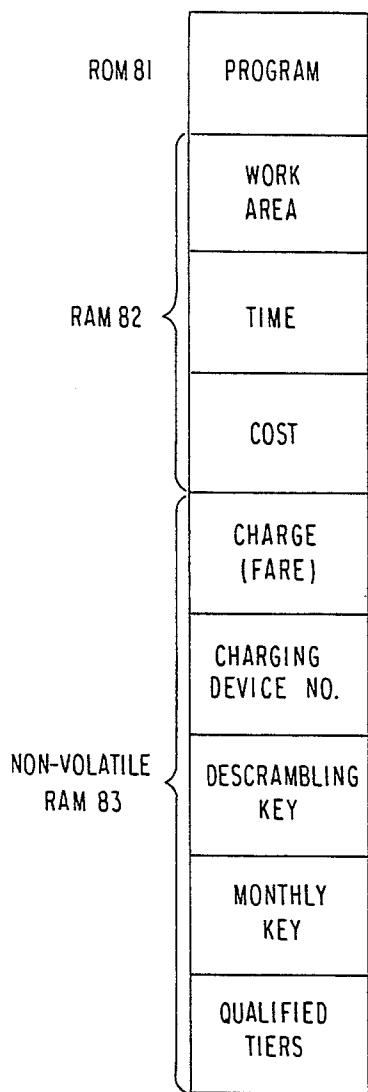 ROM 81
PROGRAM
WORK
AREA
RAM 82
TIME
COST
CHARGE
(FARE)
CHARGING
DEVICE NO.
NON-VOLATILE
RAM 83
DESCRAMBLING
KEY
MONTHLY
KEY
QUALIFIED
TIERS